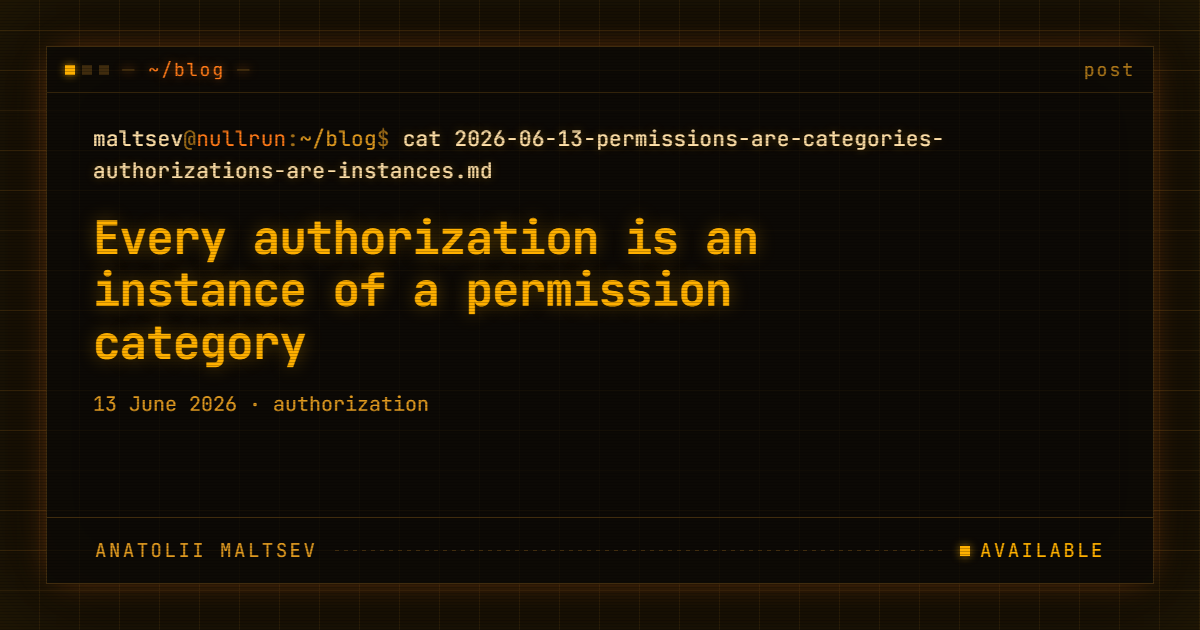 — ~/blog —
post
maltsev@nullrun:~/blog$ cat 2026-06-13-permissions-are-categories-
authorizations-are-instances.md
Every authorization is an
instance of a permission
category
13 June 2026 · authorization
ANATOLII MALTSEV
AVAILABLE